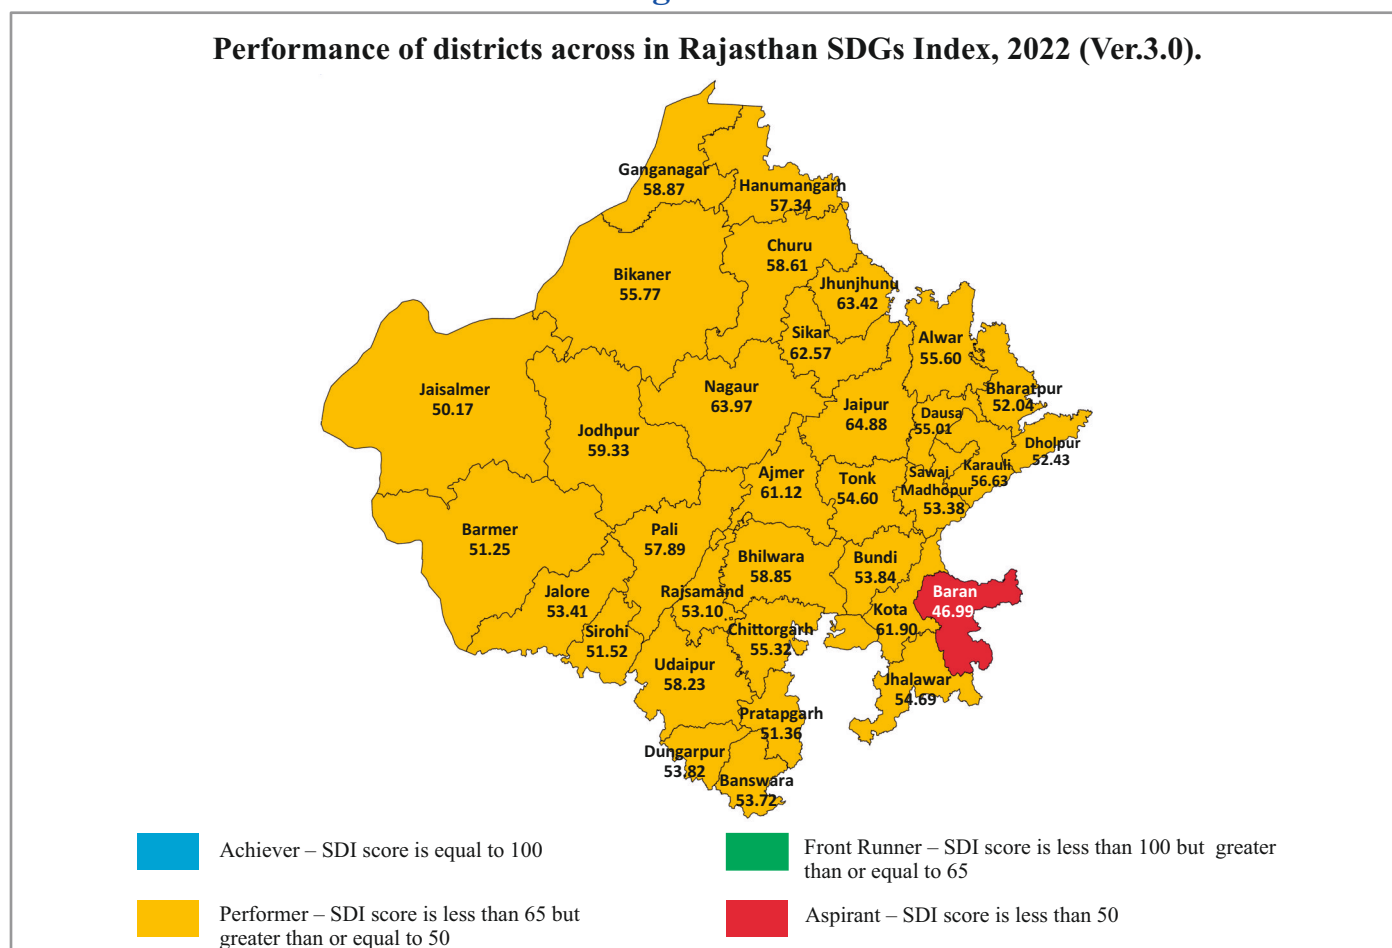 Performance of districts across in Rajasthan SDGs Index, 2022 (Ver.3.0).
Ganganagar
58.87
Hanumangarh
57.34
Churu
58.61
Bikaner
55.77
Jhunjhunu
63.42
Sikar
62.57
Alwar
55.60
Jaisalmer
50.17
Nagaur
63.97
Bharatpur
52.04
Jaipur
64.88
Dausa
55.01
Jodhpur
59.33
Dholpur
52.43
Ajmer
61.12
Tonk
54.60
Sawai
Madhopur
53.38
Karauli
56.63
Barmer
51.25
Pali
57.89
Bhilwara
58.85
Bundi
53.84
Baran
46.99
Jalore
53.41
Rajsamand
53.10
Kota
61.90
Sirohi
51.52
Chittorgarh
55.32
Udaipur
58.23
Jhalawar
54.69
Pratapgarh
51.36
Dungarpur
53.82
Banswara
53.72
Achiever – SDI score is equal to 100
Front Runner – SDI score is less than 100 but greater
than or equal to 65
Performer – SDI score is less than 65 but
greater than or equal to 50
Aspirant – SDI score is less than 50